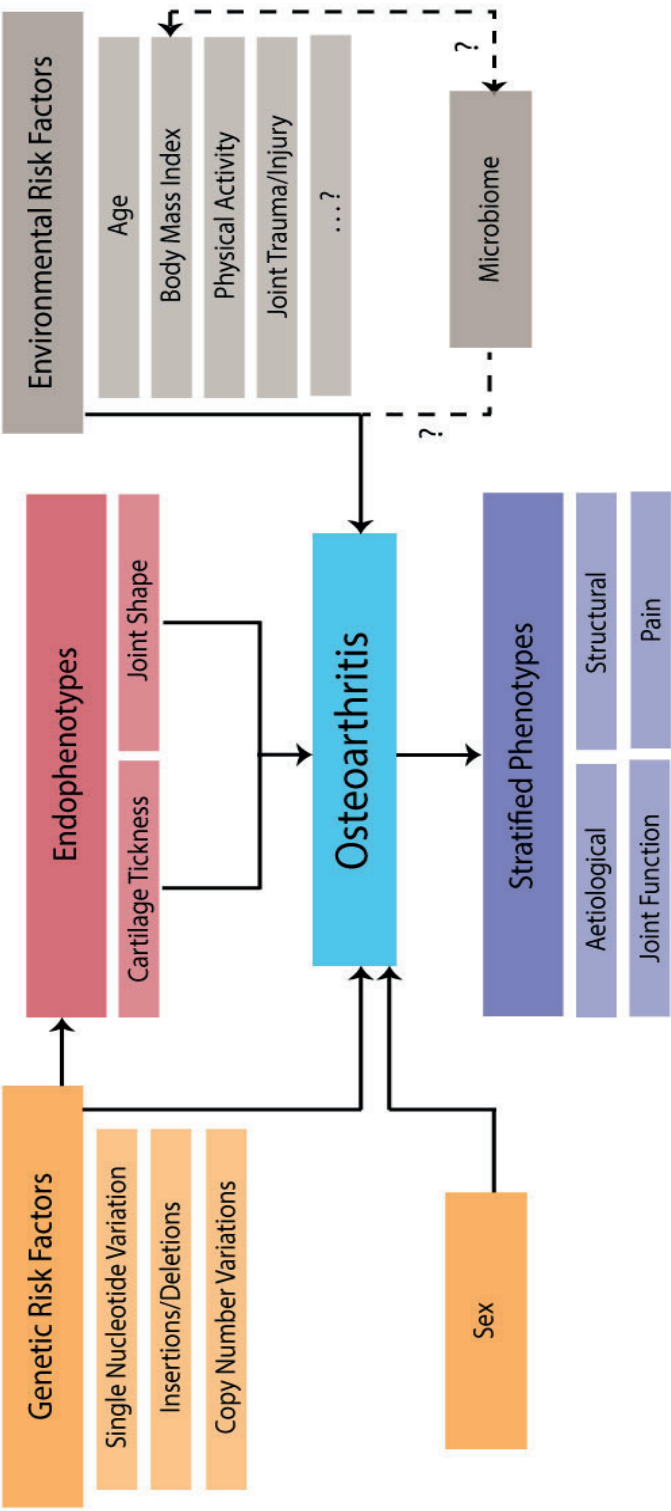 Genetic Risk Factors
Single Nucleotide Variation
Insertions/Deletions
Copy Number Variations
Sex
Endophenotypes
Cartilage Tickness
Joint Shape
Osteoarthritis
Stratified Phenotypes
Aetiological
Structural
Joint Function
Pain
Environmental Risk Factors
Age
Body Mass Index
Physical Activity
Joint Trauma/Injury
...?
?
?
Microbiome